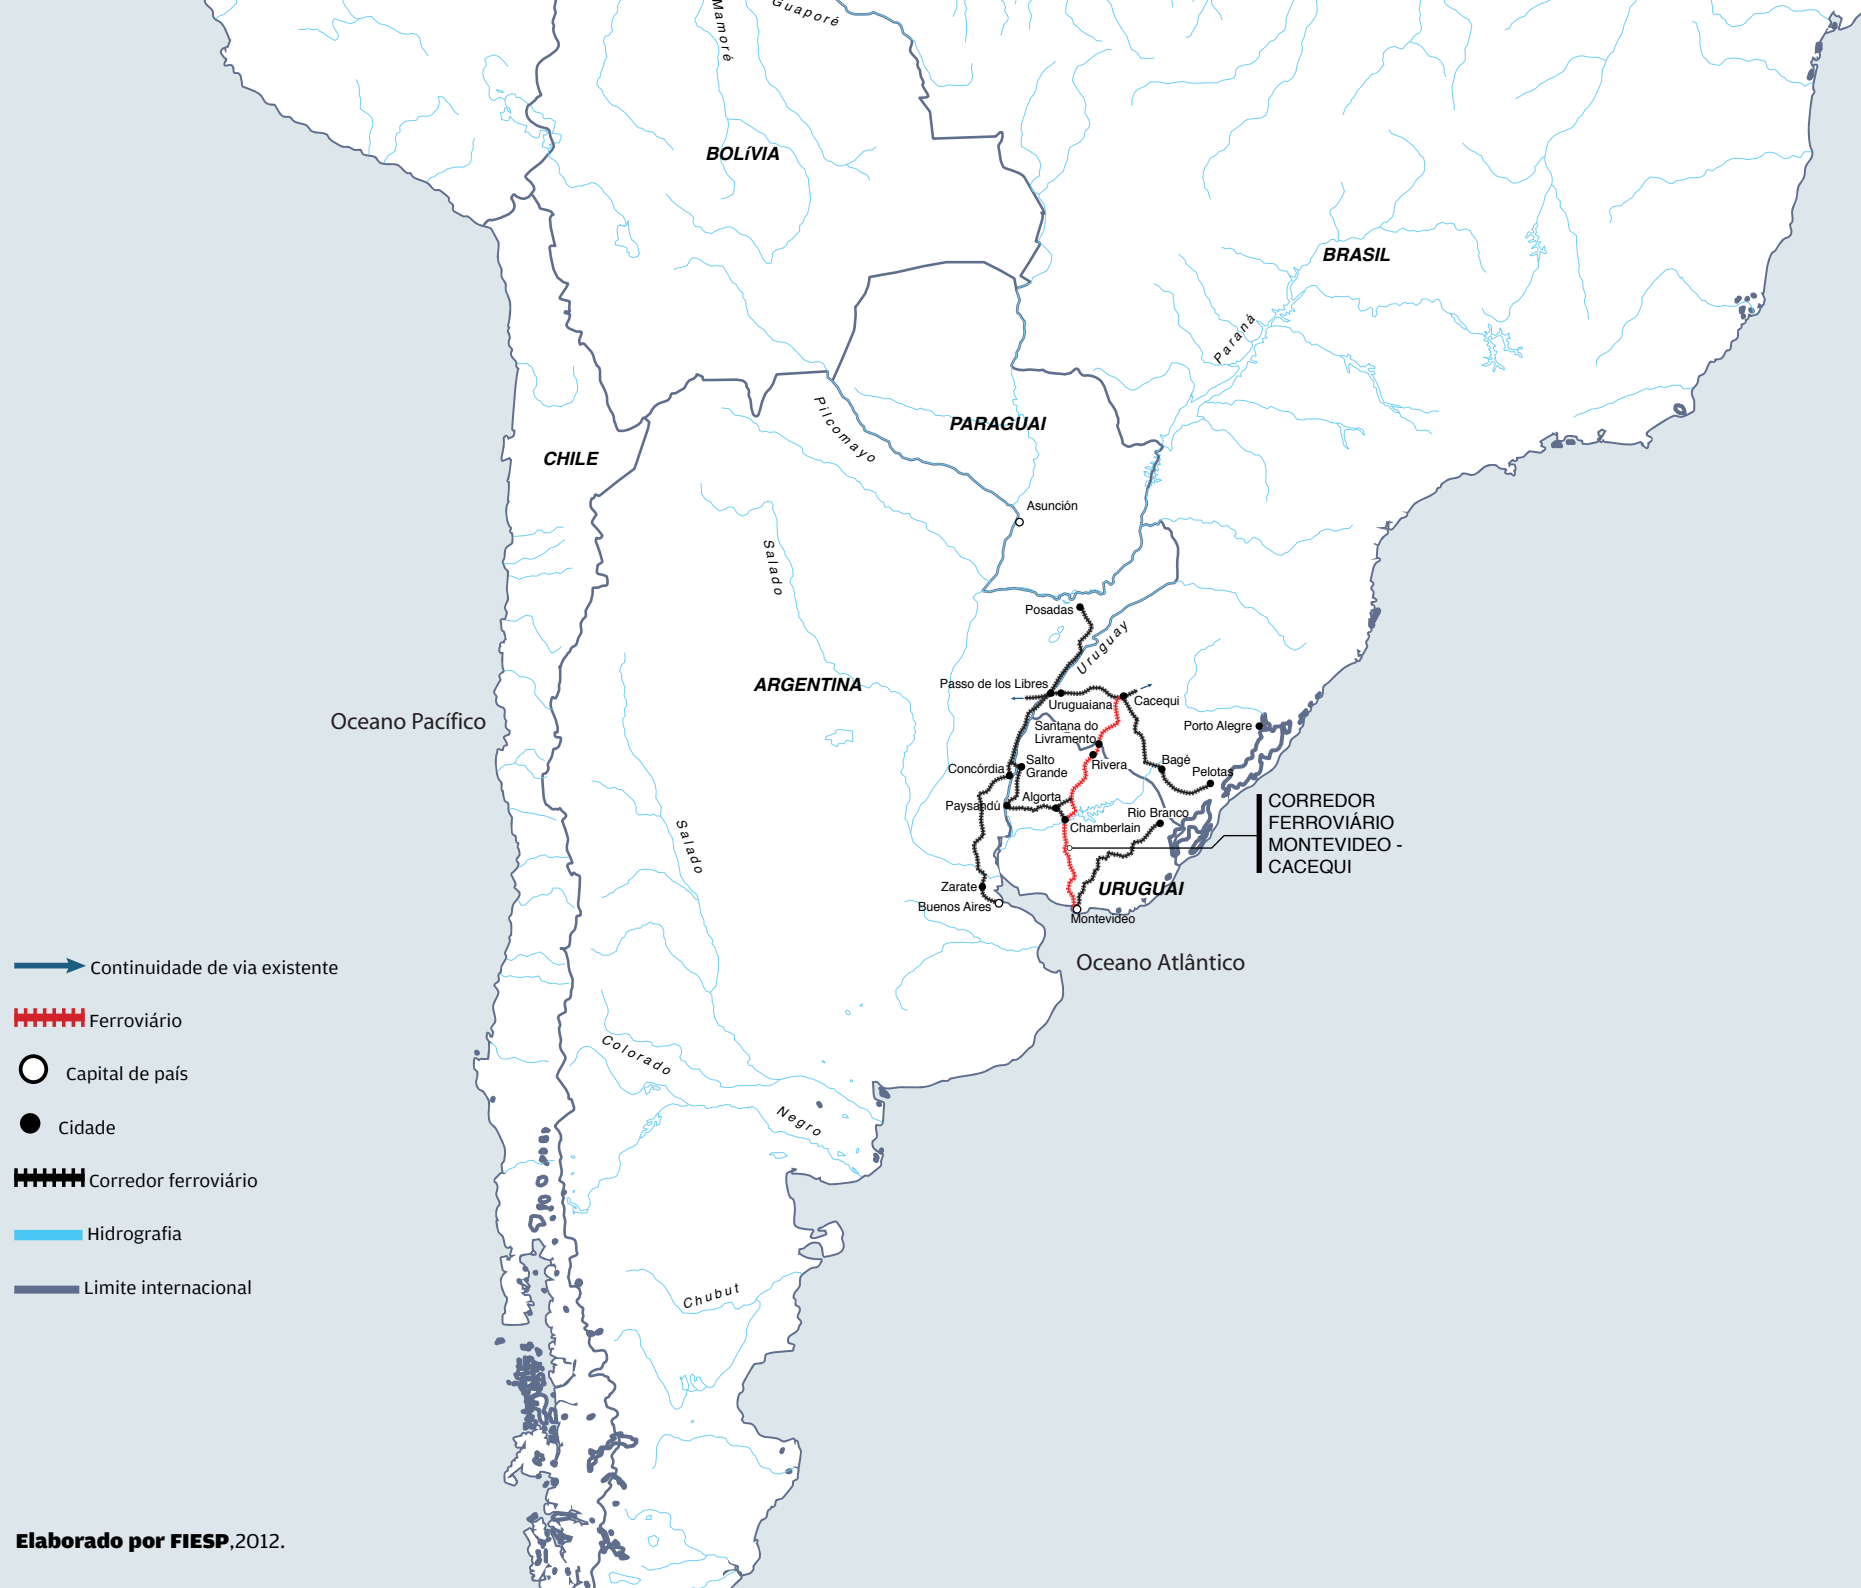 Mamoré
Guaporé
BOLíVIA
BRASIL
Paraná
Pilcomayo
PARAGUAI
CHILE
Asunción
Salado
Posadas
Uruguay
ARGENTINA
Passo de los Libres
Uruguaiana
Cacequi
Oceano Pacífico
Santana do
Livramento
Porto Alegre
Concórdia
Salto
Grande
Rivera
Bagé
Pelotas
Paysandú
Algorta
Rio Branco
Chamberlain
CORREDOR
FERROVIÁRIO
MONTEVIDEO -
CACEQUI
Salado
Zarate
Buenos Aires
URUGUAI
Montevideo
Oceano Atlântico
Continuidade de via existente
Ferroviário
Capital de país
Cidade
Corredor ferroviário
Hidrografia
Limite internacional
Colorado
Negro
Chubut
Elaborado por FIESP,2012.